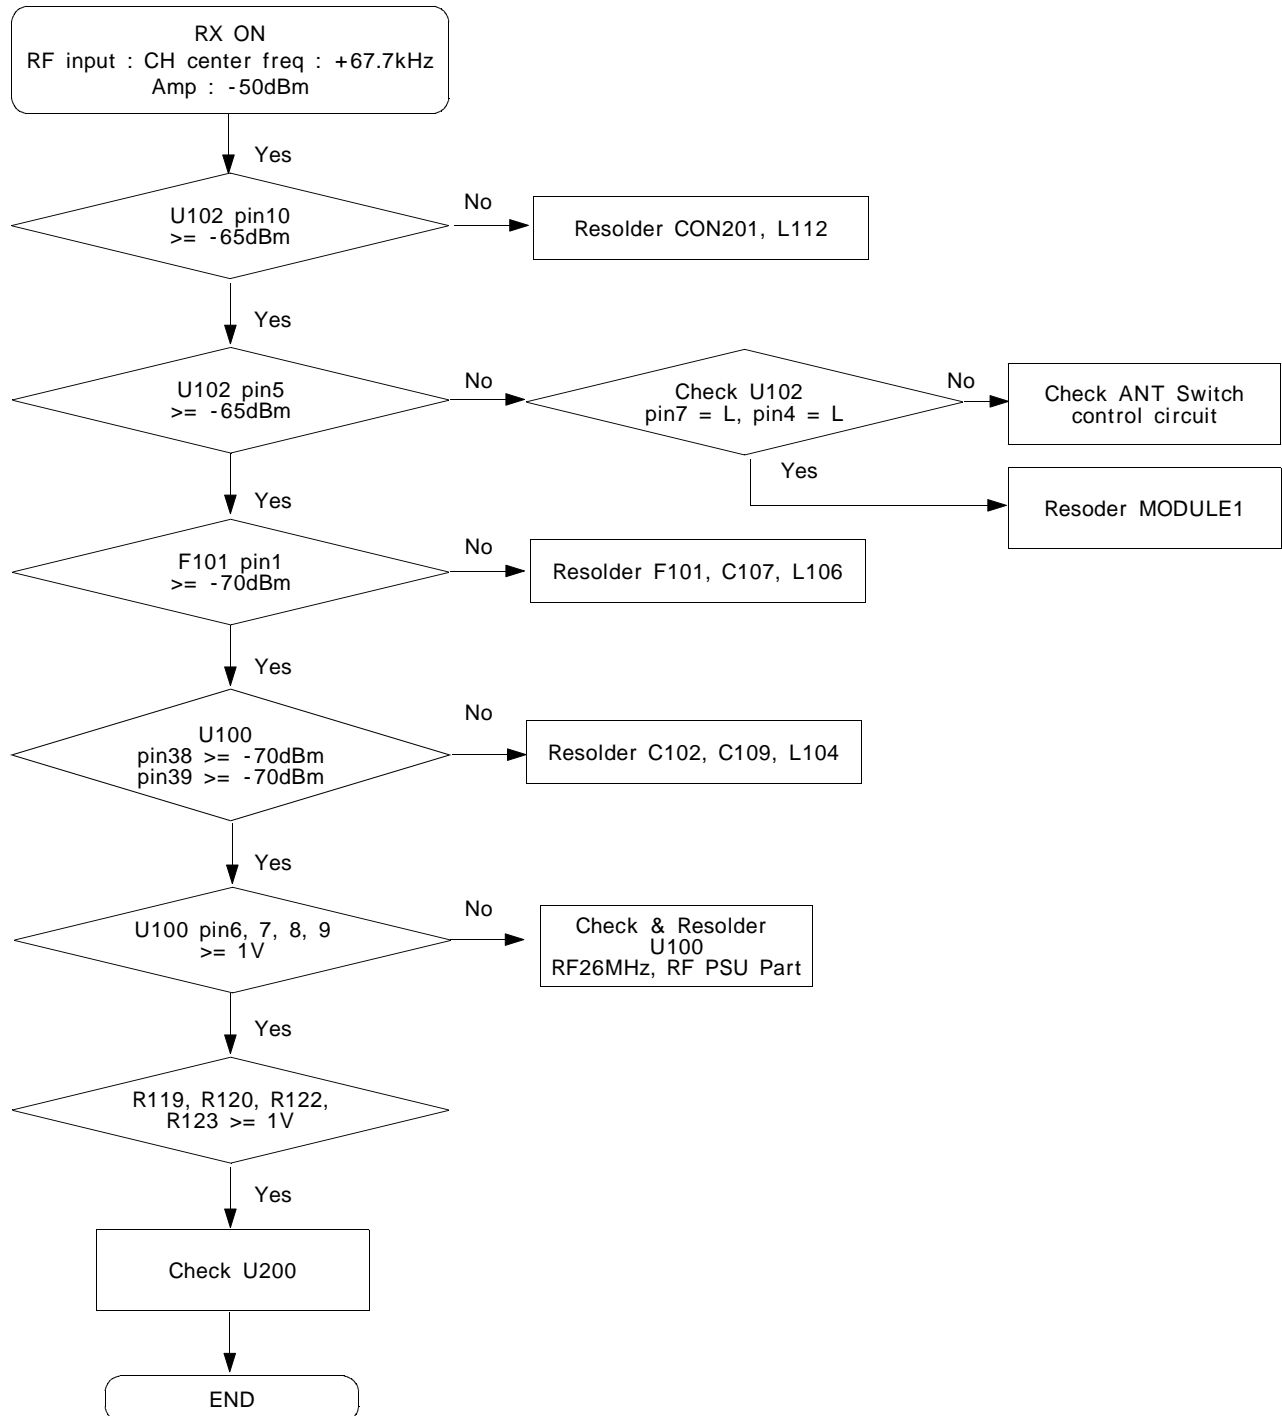 RX ON
RF input : CH center freq : +67.7kHz
Amp : -50dBm
Yes
U102 pin10
>= -65dBm
No
Resolder CON201, L112
Yes
U102 pin5
>= -65dBm
No
Check U102
pin7 = L, pin4 = L
No
Check ANT Switch
control circuit
Yes
Resoder MODULE1
Yes
F101 pin1
>= -70dBm
No
Resolder F101, C107, L106
Yes
U100
pin38 >= -70dBm
pin39 >= -70dBm
No
Resolder C102, C109, L104
Yes
U100 pin6, 7, 8, 9
>= 1V
No
Check & Resolder
U100
RF26MHz, RF PSU Part
Yes
R119, R120, R122,
R123 >= 1V
Yes
Check U200
END